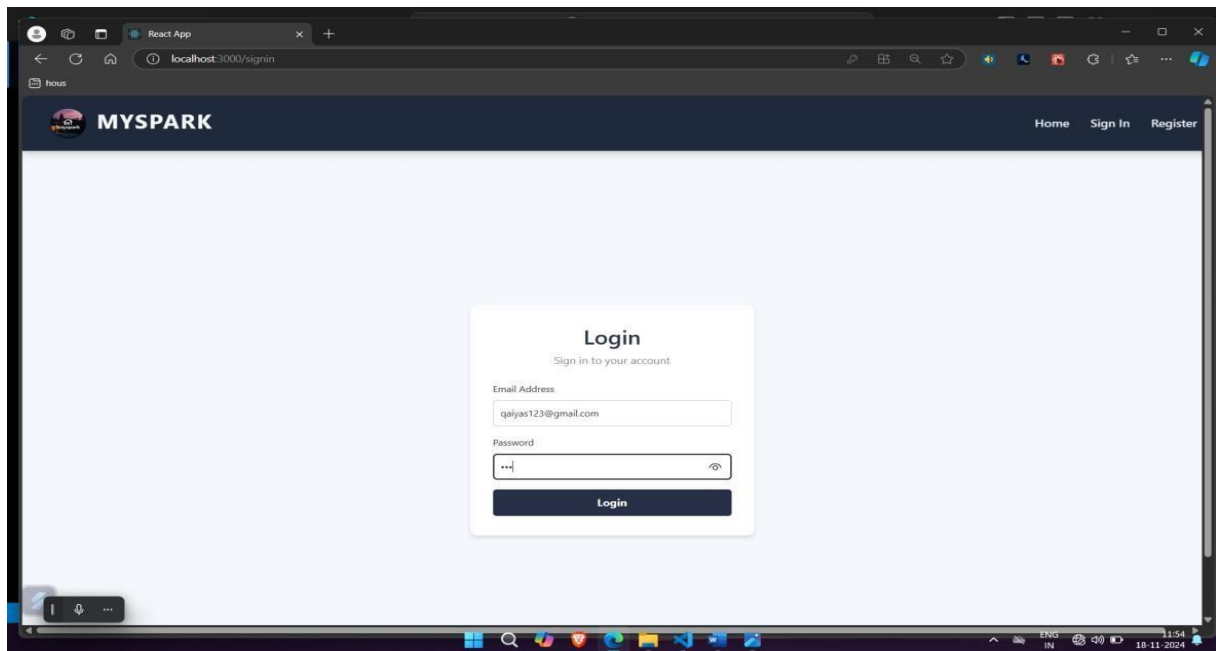 React App
localhost:3000/signin
hous
MYSPARK
Home Sign In Register
Login
Sign in to your account
Email Address
qaiyas123@gmail.com
Password
•••
Login
ENG
IN
11:54
18-11-2024